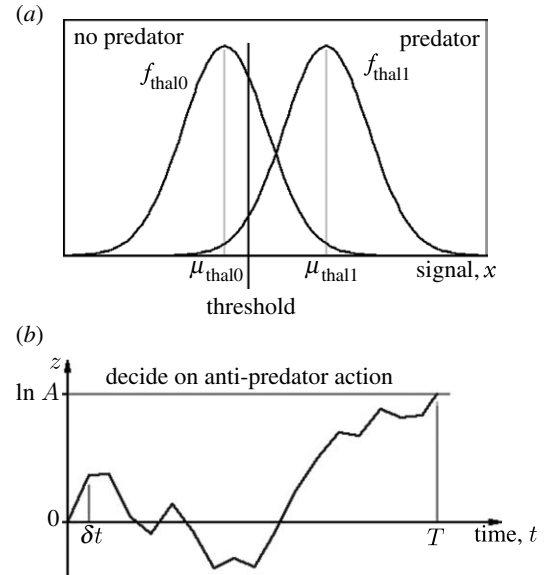 (a)
no predator predator
f_thal0 f_thal1
μ_thal0 μ_thal1 signal, x
threshold
(b)
z
decide on anti-predator action
ln A
0
δt T time, t